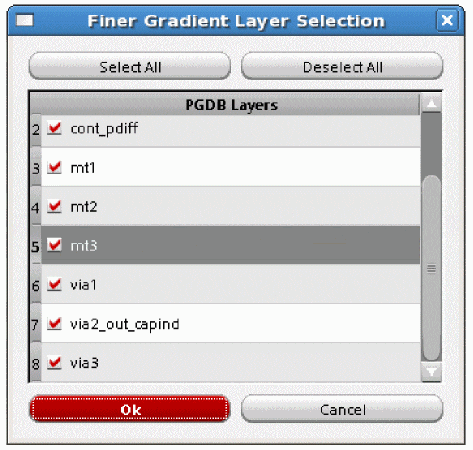 Finer Gradient Layer Selection
Select All
Deselect All
PGDB Layers
2 cont_pdiff
3 mt1
4 mt2
5 mt3
6 via1
7 via2_out_capind
8 via3
Ok
Cancel